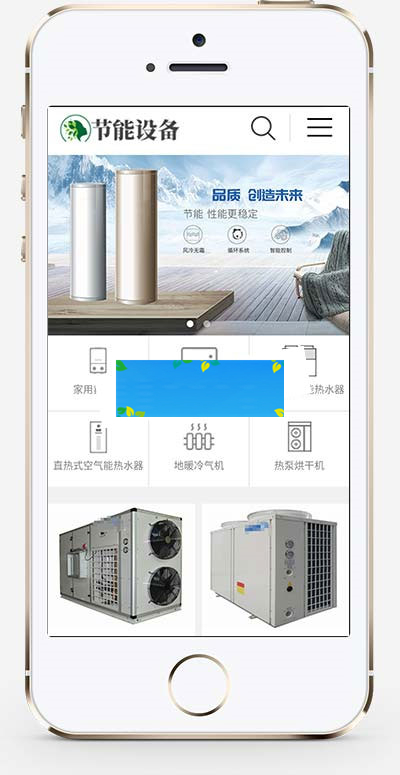 节能设备
品质 创造未来
节能 性能更稳定
风冷无霜 循环系统 智能控制
家用
能热水器
直热式空气能热水器 地暖冷气机 热泵烘干机